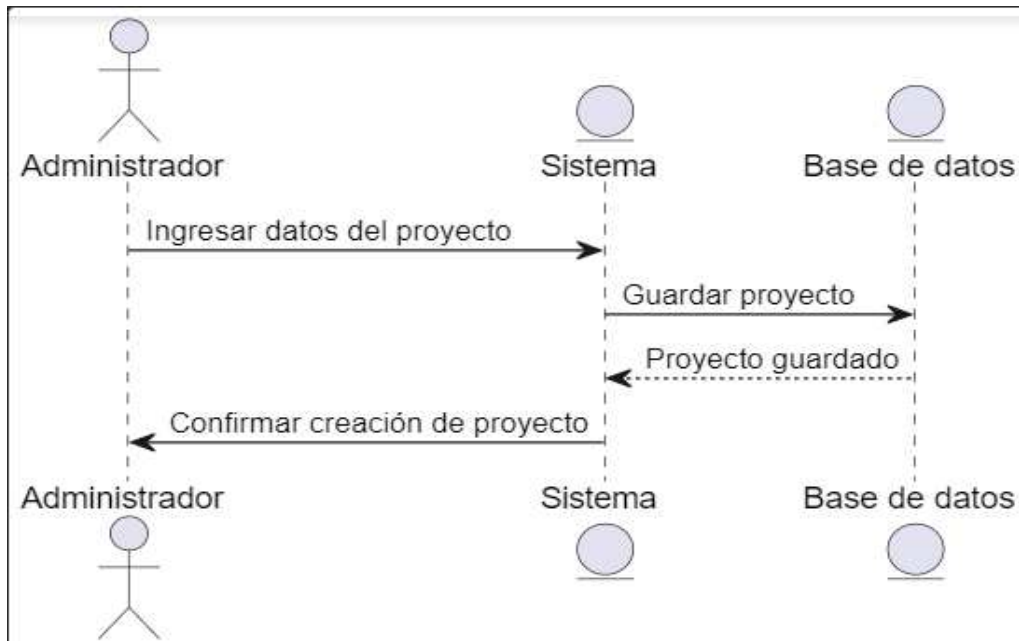 Administrador Sistema Base de datos
Ingresar datos del proyecto
Guardar proyecto
Proyecto guardado
Confirmar creación de proyecto
Administrador Sistema Base de datos